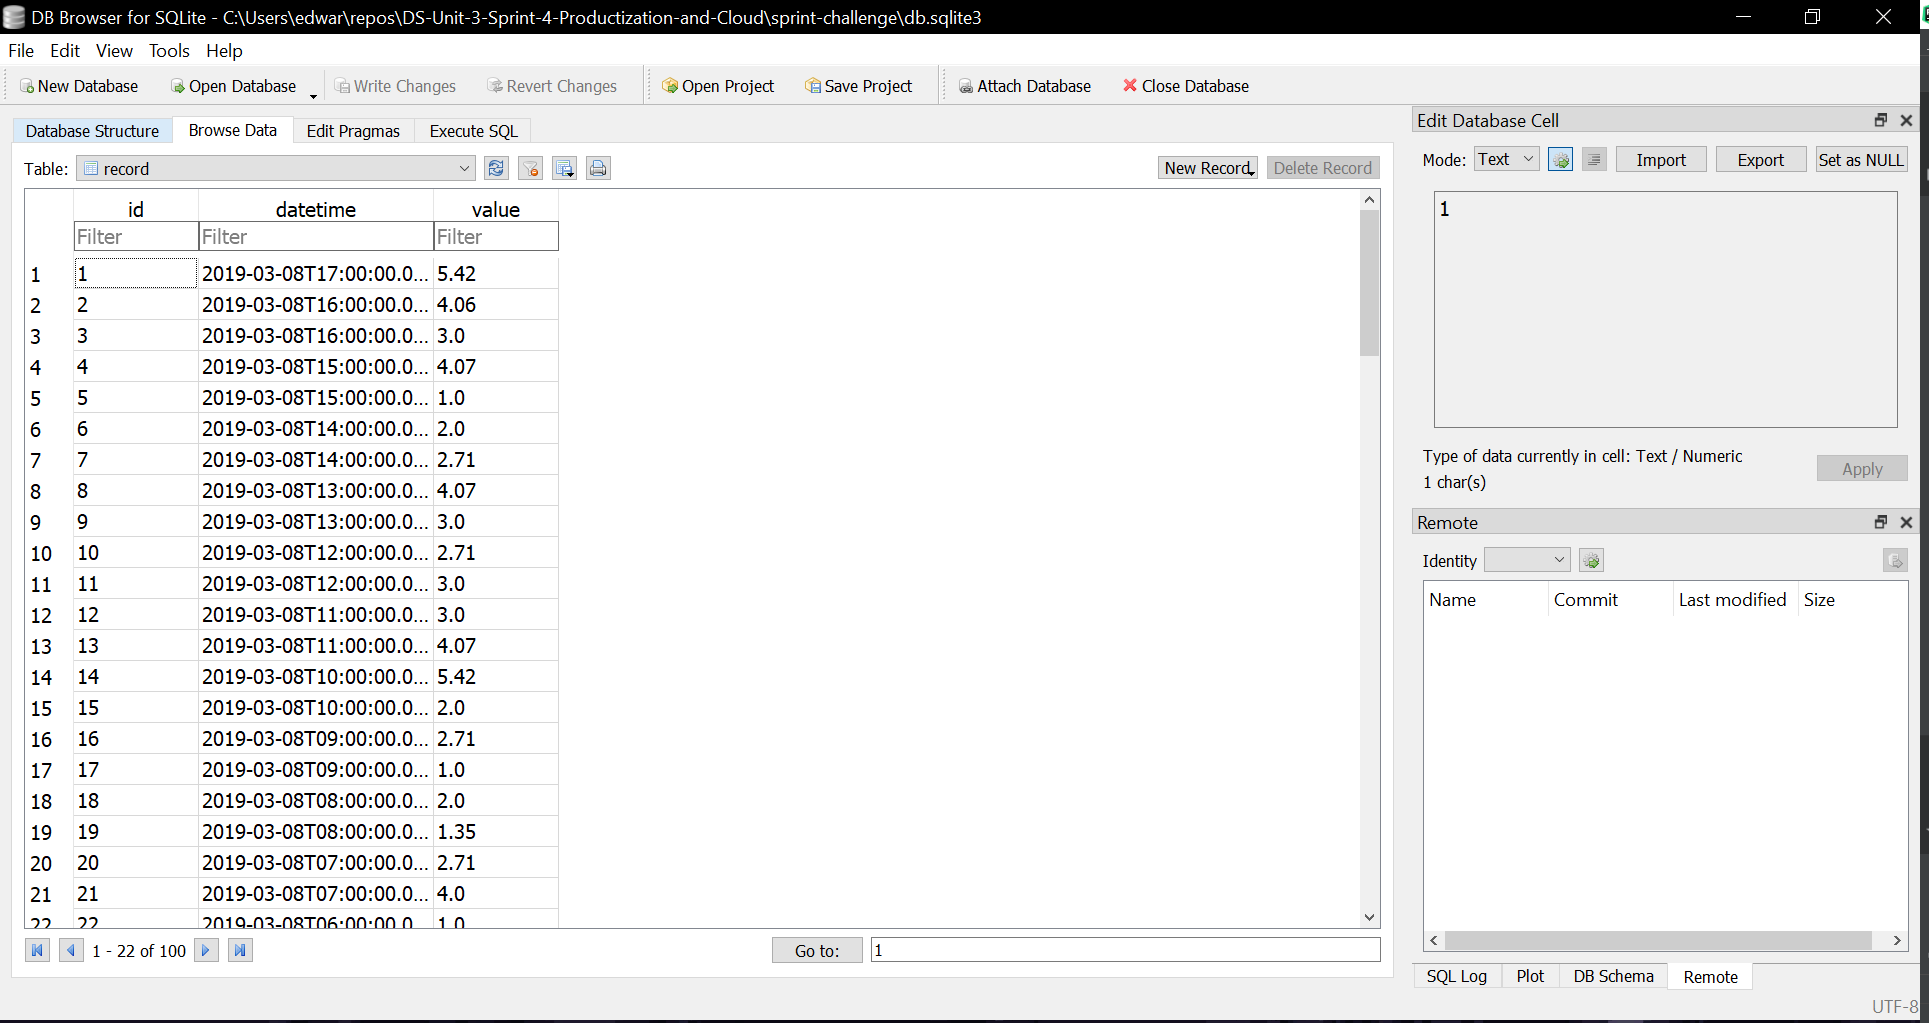 DB Browser for SQLite - C:\Users\edwar\repos\DS-Unit-3-Sprint-4-Productization-and-Cloud\sprint-challenge\db.sqlite3
File Edit View Tools Help
New Database Open Database Write Changes Revert Changes Open Project Save Project Attach Database Close Database
Database Structure Browse Data Edit Pragmas Execute SQL
Table: record New Record Delete Record
id datetime value
Filter Filter Filter
1 1 2019-03-08T17:00:00.0... 5.42
2 2 2019-03-08T16:00:00.0... 4.06
3 3 2019-03-08T16:00:00.0... 3.0
4 4 2019-03-08T15:00:00.0... 4.07
5 5 2019-03-08T15:00:00.0... 1.0
6 6 2019-03-08T14:00:00.0... 2.0
7 7 2019-03-08T14:00:00.0... 2.71
8 8 2019-03-08T13:00:00.0... 4.07
9 9 2019-03-08T13:00:00.0... 3.0
10 10 2019-03-08T12:00:00.0... 2.71
11 11 2019-03-08T12:00:00.0... 3.0
12 12 2019-03-08T11:00:00.0... 3.0
13 13 2019-03-08T11:00:00.0... 4.07
14 14 2019-03-08T10:00:00.0... 5.42
15 15 2019-03-08T10:00:00.0... 2.0
16 16 2019-03-08T09:00:00.0... 2.71
17 17 2019-03-08T09:00:00.0... 1.0
18 18 2019-03-08T08:00:00.0... 2.0
19 19 2019-03-08T08:00:00.0... 1.35
20 20 2019-03-08T07:00:00.0... 2.71
21 21 2019-03-08T07:00:00.0... 4.0
22 22 2019-03-08T06:00:00.0... 1.0
1 - 22 of 100 Go to: 1
Edit Database Cell
Mode: Text Import Export Set as NULL
1
Type of data currently in cell: Text / Numeric
1 char(s)
Apply
Remote
Identity
Name Commit Last modified Size
SQL Log Plot DB Schema Remote
UTF-8